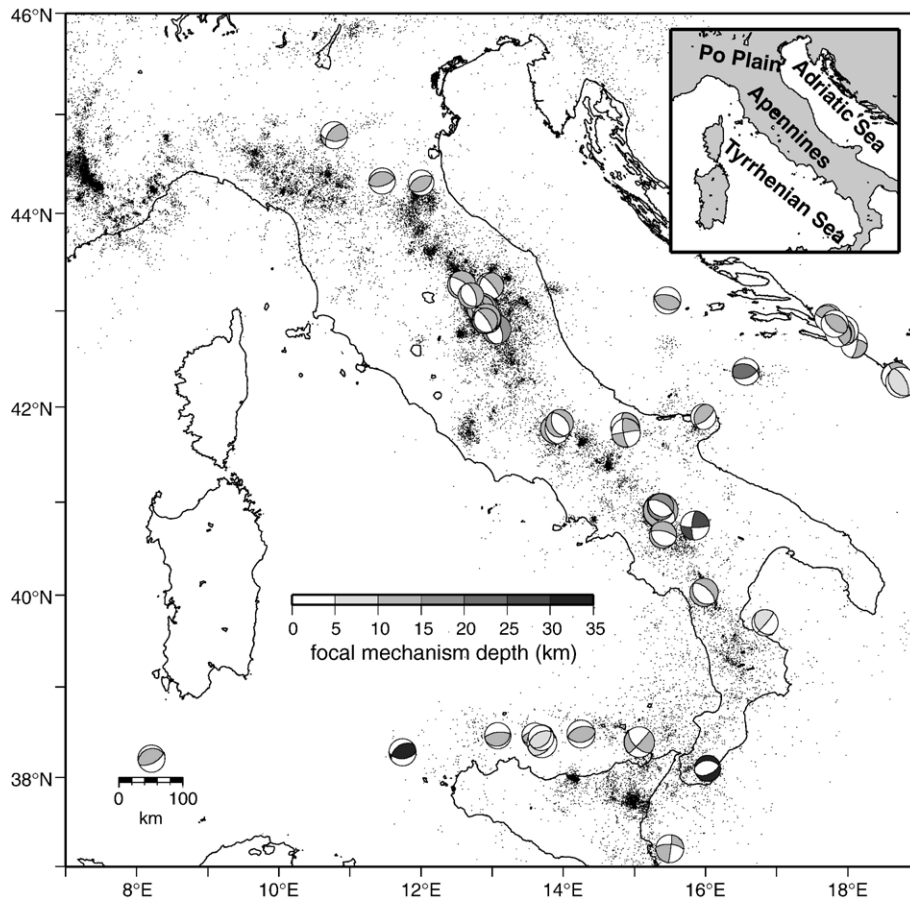 46°N
44°N
42°N
40°N
38°N
8°E 10°E 12°E 14°E 16°E 18°E
Po Plain
Adriatic Sea
Apennines
Tyrrhenian Sea
0 5 10 15 20 25 30 35
focal mechanism depth (km)
0 100
km